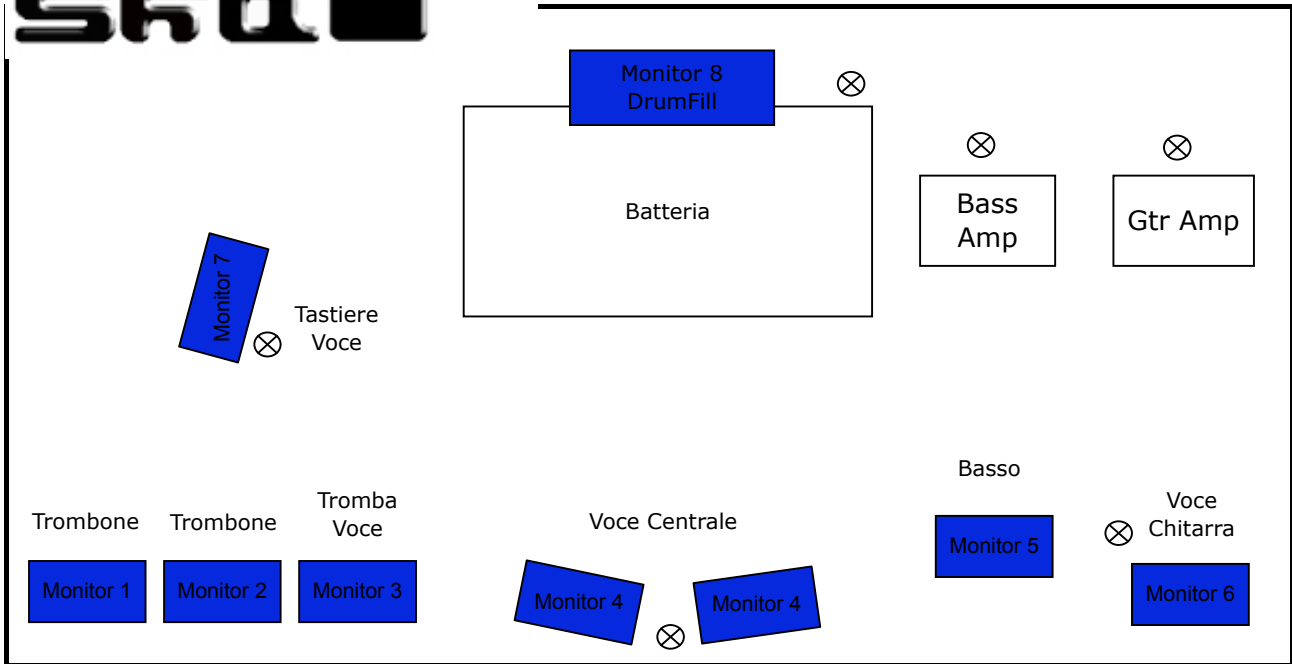 Monitor 8
DrumFill
Batteria
Bass
Amp
Gtr Amp
Monitor 7
Tastiere
Voce
Trombone
Trombone
Tromba
Voce
Voce Centrale
Basso
Voce
Chitarra
Monitor 1
Monitor 2
Monitor 3
Monitor 4
Monitor 4
Monitor 5
Monitor 6